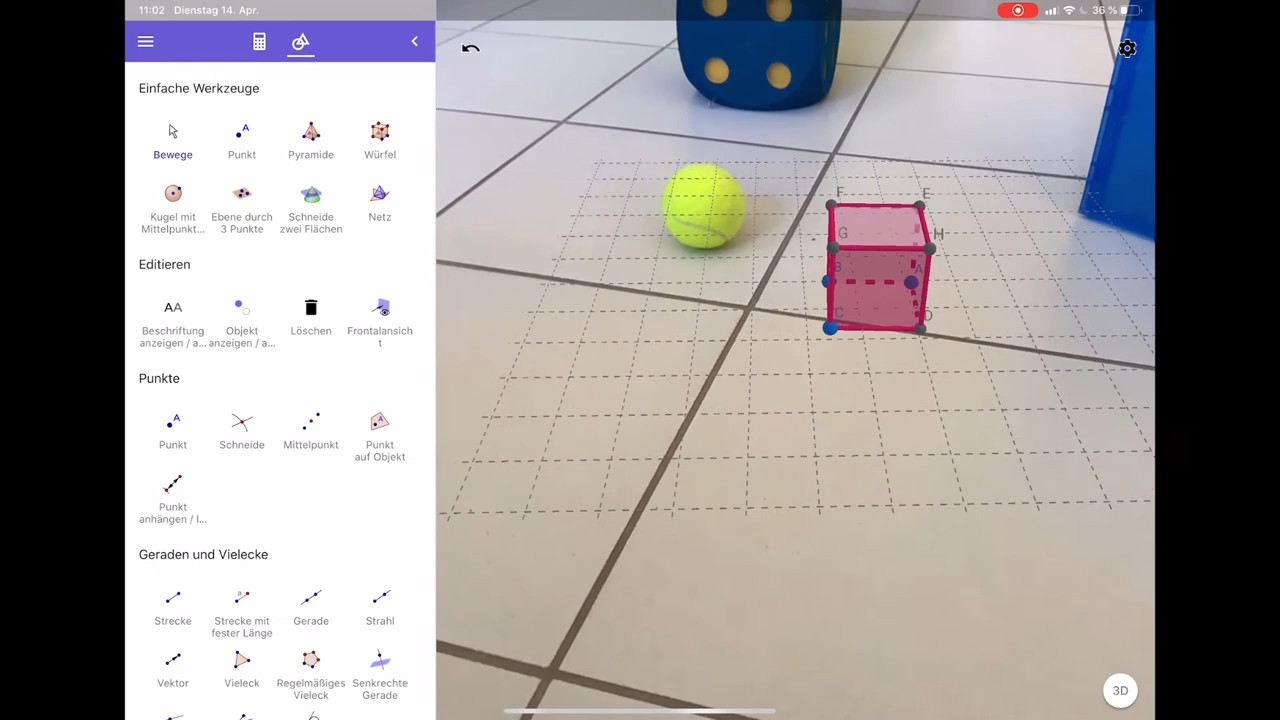 11:02 Dienstag 14. Apr.
36 %
Einfache Werkzeuge
Bewege
Punkt
Pyramide
Würfel
Kugel mit
Mittelpunkt...
Ebene durch
3 Punkte
Schneide
zwei Flächen
Netz
Editieren
AA
Beschriftung
anzeigen / a...
Objekt
anzeigen / a...
Löschen
Frontalansich
t
Punkte
A
Punkt
Schneide
Mittelpunkt
Punkt
auf Objekt
Punkt
anhängen / l...
Geraden und Vielecke
Strecke
Strecke mit
fester Länge
Gerade
Strahl
Vektor
Vieleck
Regelmäßiges
Vieleck
Senkrechte
Gerade
F E
G H
B A
C D
3D